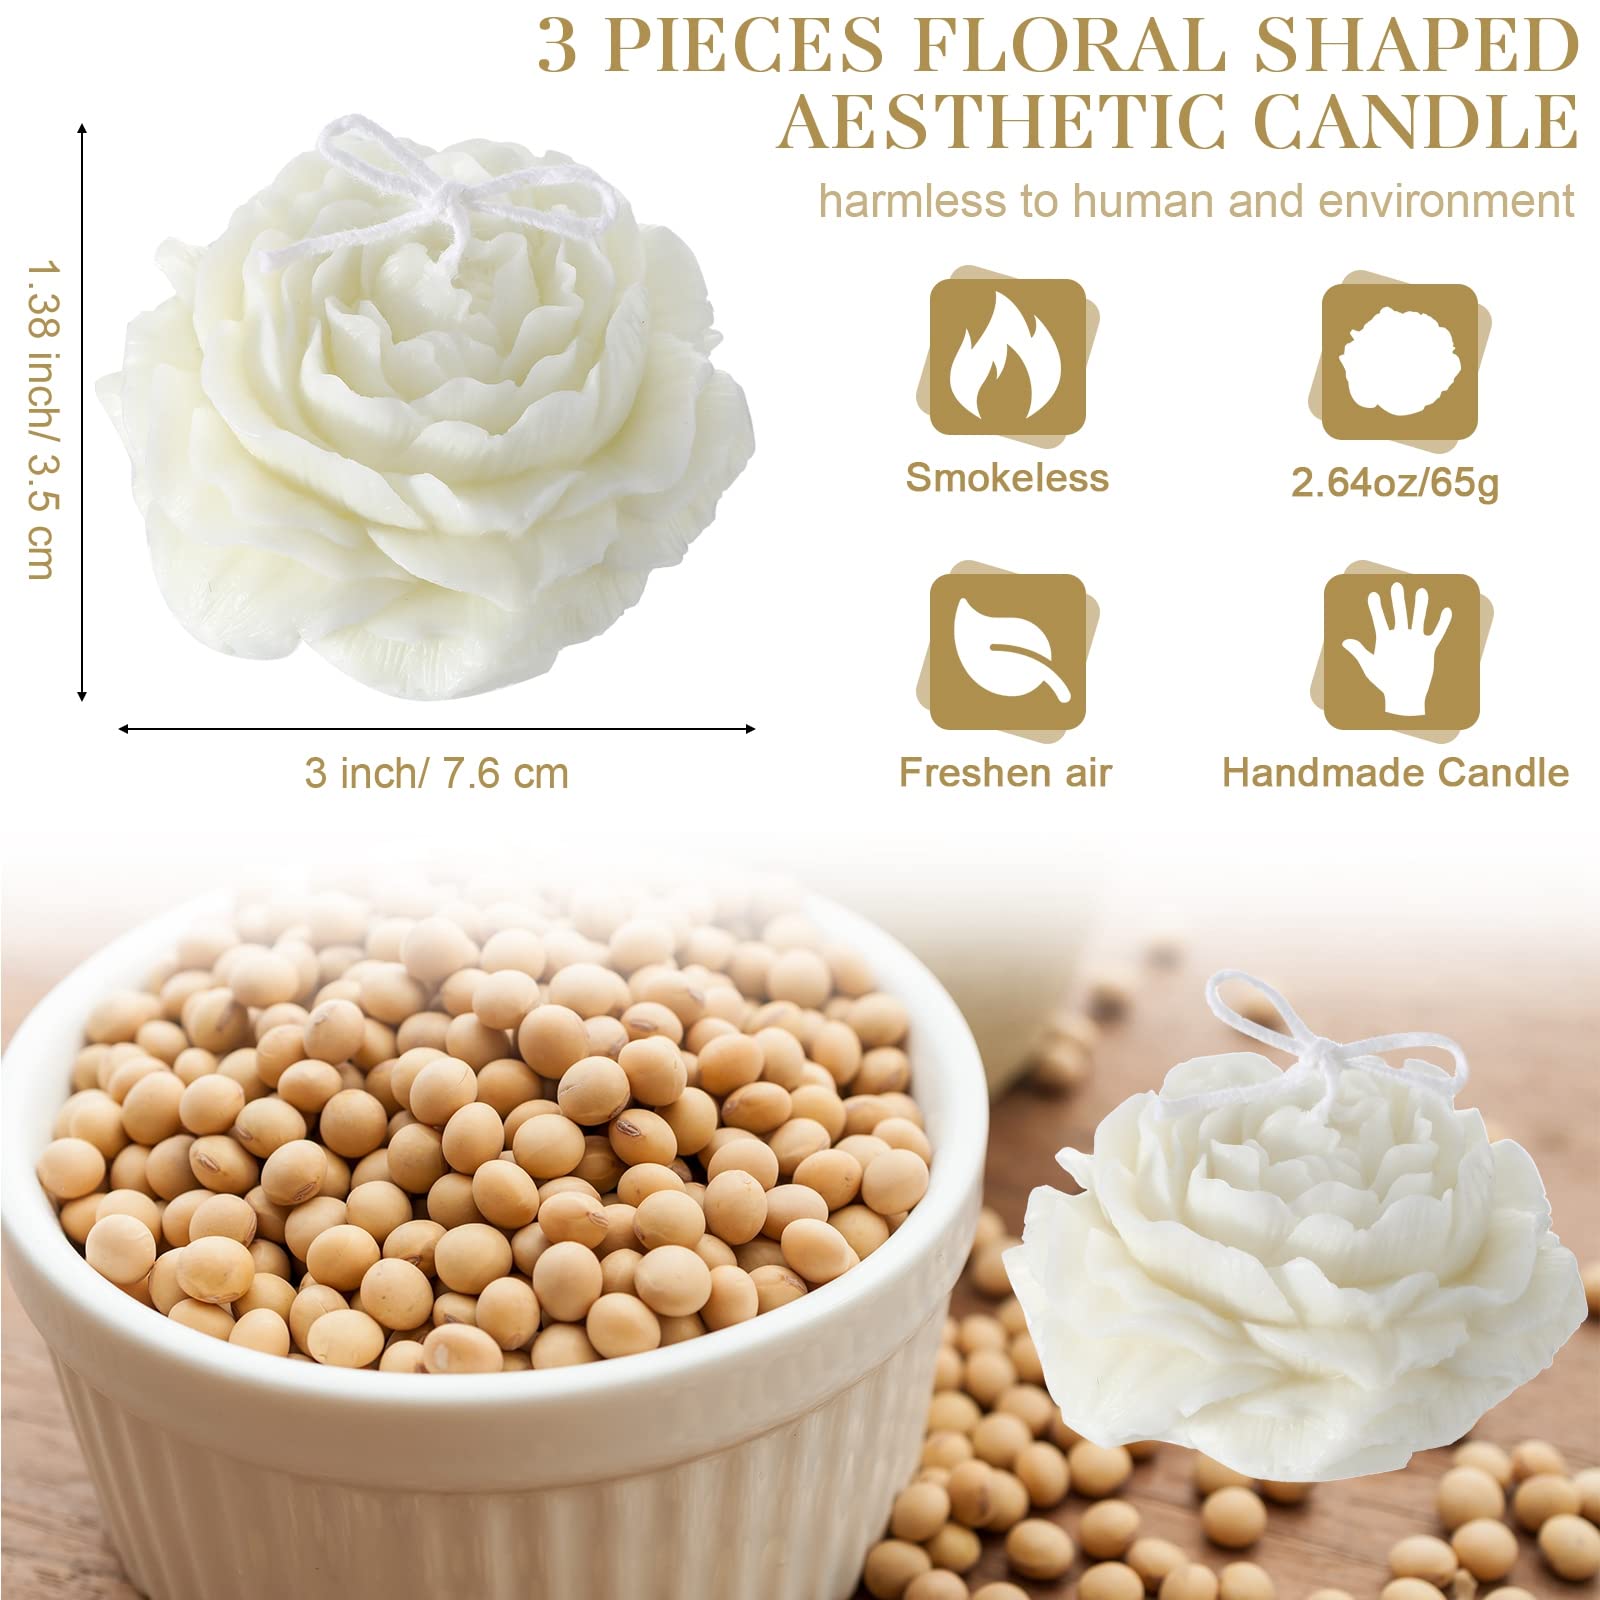 3 PIECES FLORAL SHAPED
AESTHETIC CANDLE
harmless to human and environment
1.38 inch/ 3.5 cm
3 inch/ 7.6 cm
Smokeless
2.64oz/65g
Freshen air
Handmade Candle